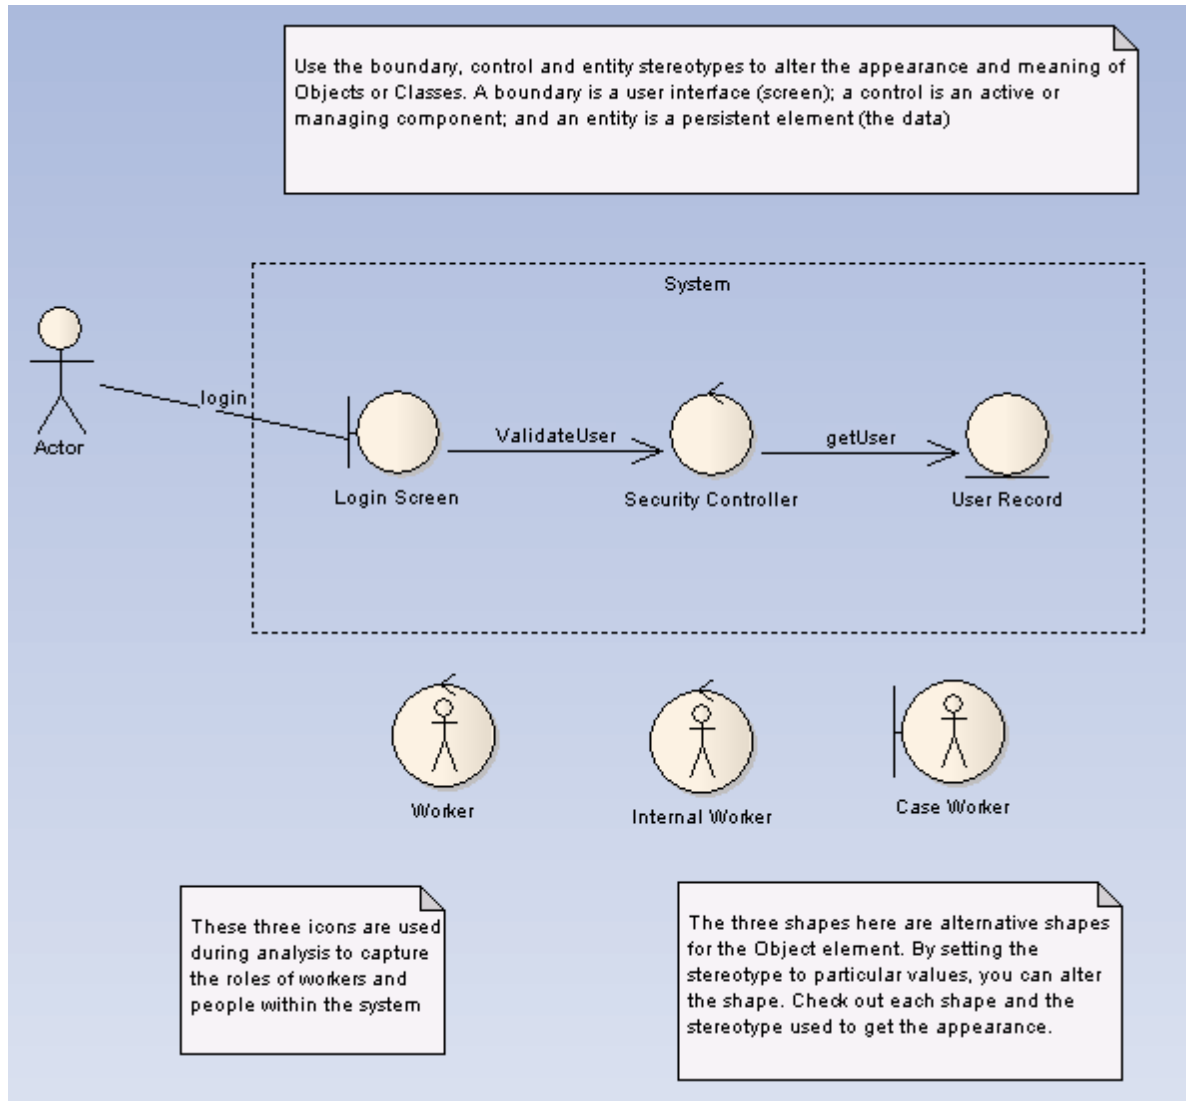 Use the boundary, control and entity stereotypes to alter the appearance and meaning of
Objects or Classes. A boundary is a user interface (screen); a control is an active or
managing component; and an entity is a persistent element (the data)
System
login
Actor
ValidateUser
getUser
Login Screen
Security Controller
User Record
Worker
Internal Worker
Case Worker
These three icons are used
during analysis to capture
the roles of workers and
people within the system
The three shapes here are alternative shapes
for the Object element. By setting the
stereotype to particular values, you can alter
the shape. Check out each shape and the
stereotype used to get the appearance.